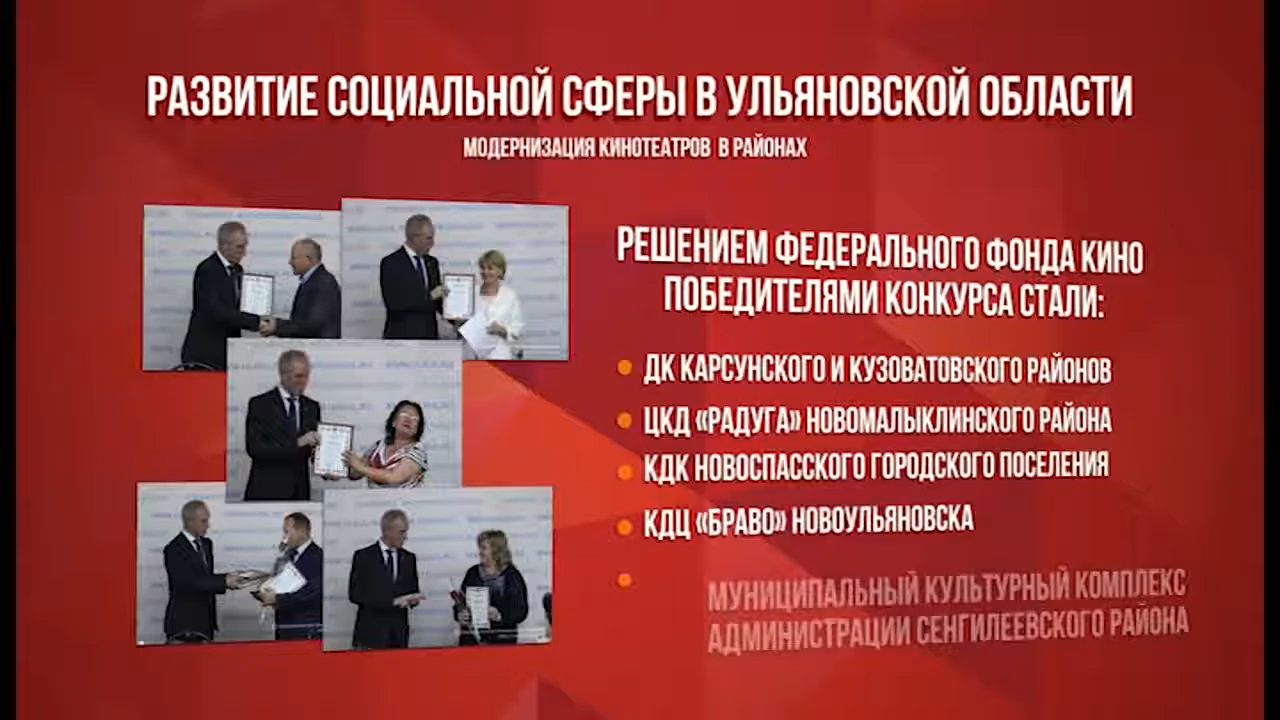 РАЗВИТИЕ СОЦИАЛЬНОЙ СФЕРЫ В УЛЬЯНОВСКОЙ ОБЛАСТИ
МОДЕРНИЗАЦИЯ КИНОТЕАТРОВ В РАЙОНАХ
РЕШЕНИЕМ ФЕДЕРАЛЬНОГО ФОНДА КИНО
ПОБЕДИТЕЛЯМИ КОНКУРСА СТАЛИ:
ДК КАРСУНСКОГО И КУЗОВАТОВСКОГО РАЙОНОВ
ЦКД «РАДУГА» НОВОМАЛЫКЛИНСКОГО РАЙОНА
КДК НОВОСПАССКОГО ГОРОДСКОГО ПОСЕЛЕНИЯ
КДЦ «БРАВО» НОВОУЛЬЯНОВСКА
МУНИЦИПАЛЬНЫЙ КУЛЬТУРНЫЙ КОМПЛЕКС
АДМИНИСТРАЦИИ СЕНГИЛЕЕВСКОГО РАЙОНА